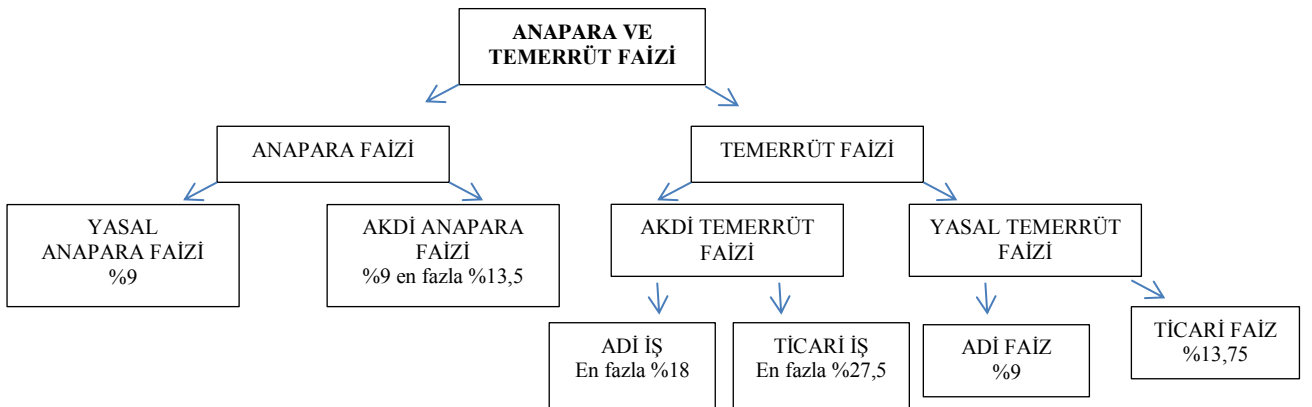 ANAPARA VE
TEMERRÜT FAİZİ
ANAPARA FAİZİ
TEMERRÜT FAİZİ
YASAL
ANAPARA FAİZİ
%9
AKDİ ANAPARA
FAİZİ
%9 en fazla %13,5
AKDİ TEMERRÜT
FAİZİ
YASAL TEMERRÜT
FAİZİ
ADİ İŞ
En fazla %18
TİCARİ İŞ
En fazla %27,5
ADİ FAİZ
%9
TİCARİ FAİZ
%13,75